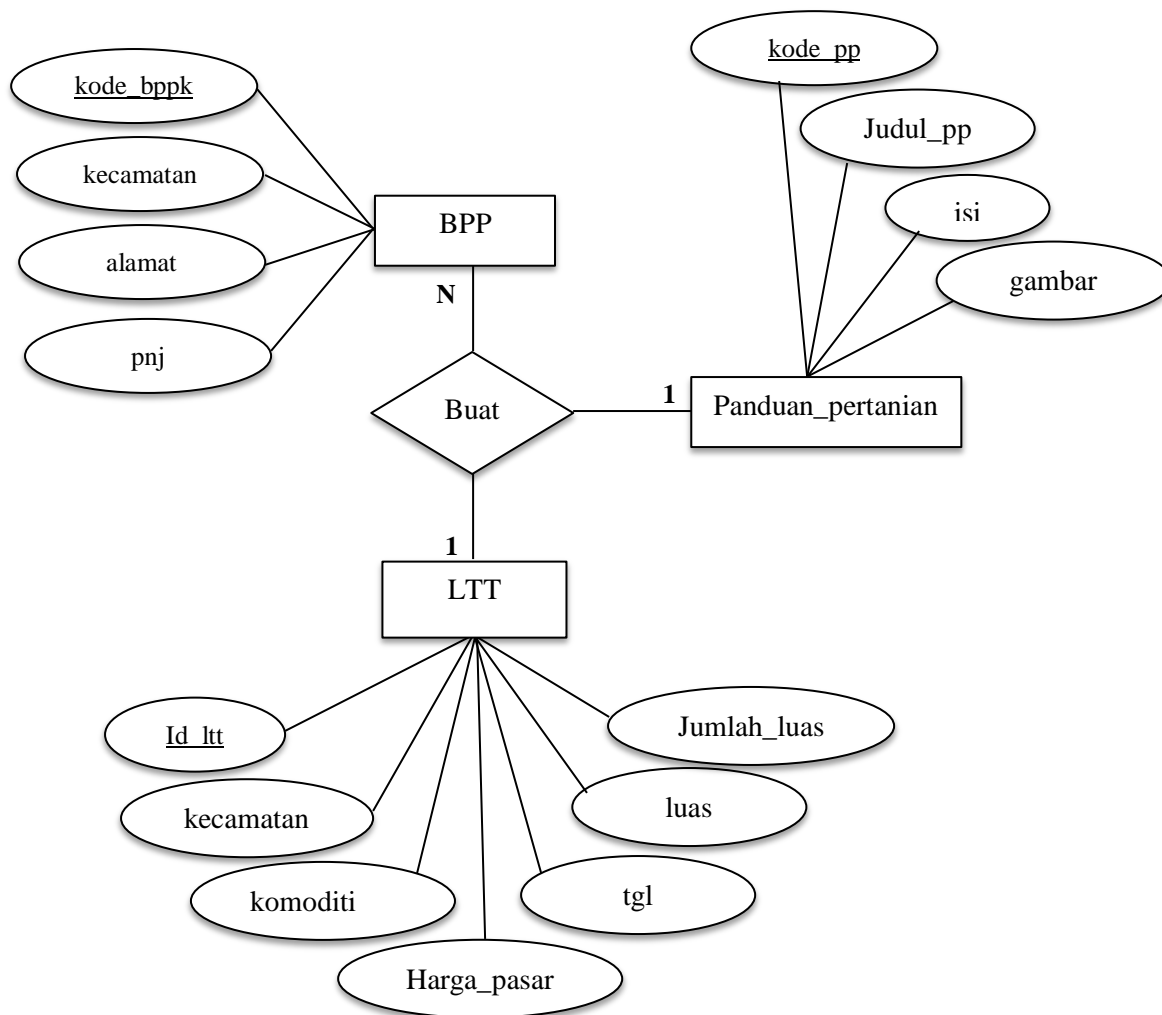 kode_pp
kode_bppk
Judul_pp
kecamatan
isi
BPP
alamat
gambar
N
pnj
1
Panduan_pertanian
Buat
1
LTT
Id_ltt
Jumlah_luas
kecamatan
luas
komoditi
tgl
Harga_pasar